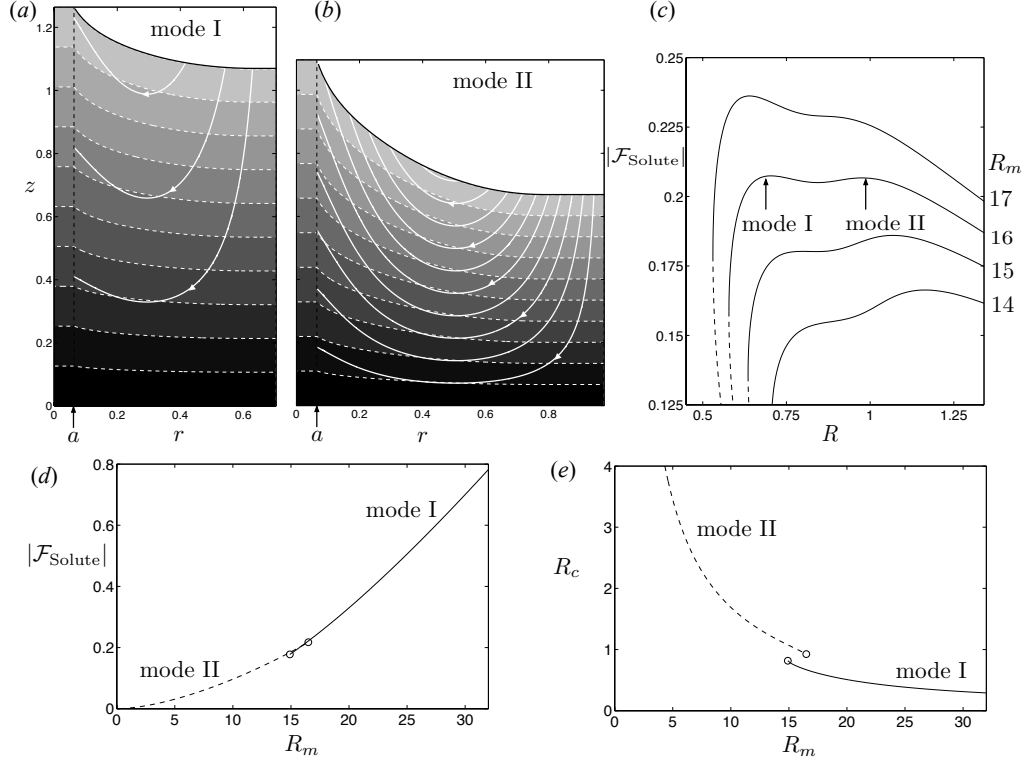 (a)
mode I
1.2
1
0.8
z
0.6
0.4
0.2
0
0 0.2 0.4 0.6
a r
(b)
mode II
0 0.2 0.4 0.6 0.8
a r
(c)
0.25
0.225
|F_Solute|
0.2
0.175
0.15
0.125
mode I mode II
R_m
17
16
15
14
0.5 0.75 1 1.25
R
(d)
0.8
0.6
|F_Solute|
0.4
0.2
0
mode I
mode II
0 5 10 15 20 25 30
R_m
(e)
4
3
R_c
2
1
0
mode II
mode I
0 5 10 15 20 25 30
R_m